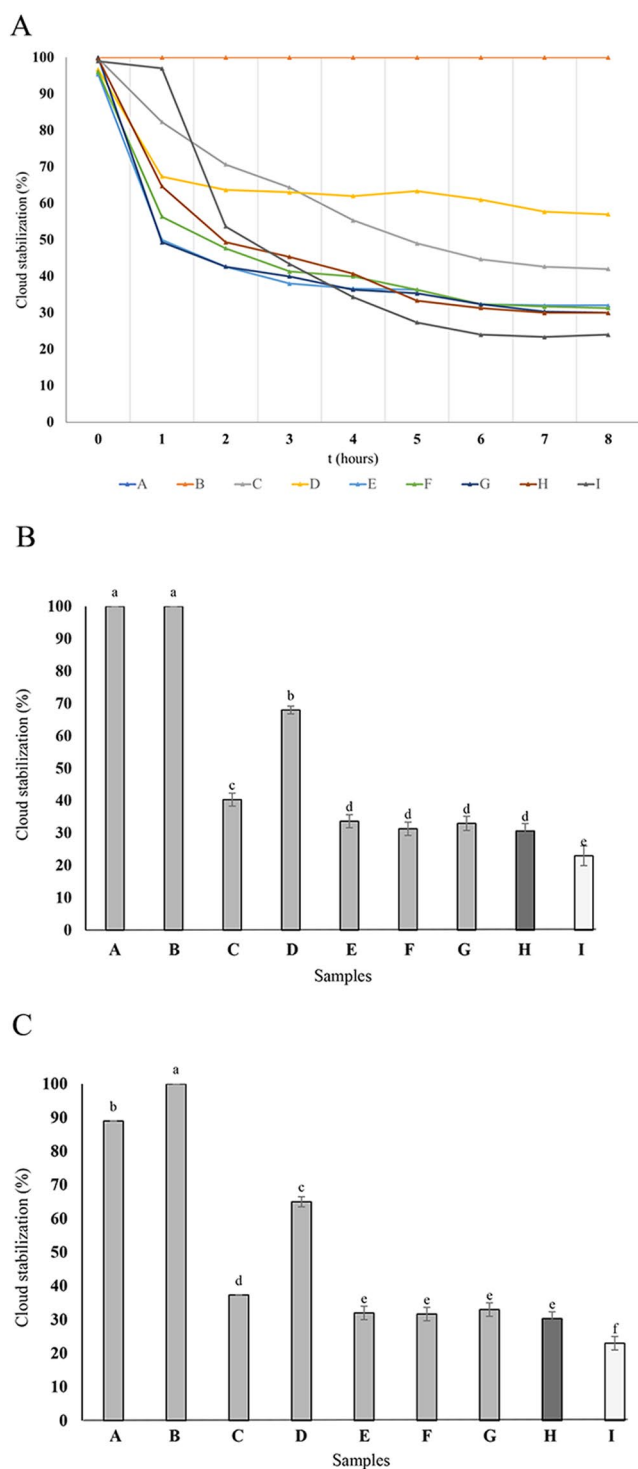 A
Cloud stabilization (%)
100
90
80
70
60
50
40
30
20
10
0
0 1 2 3 4 5 6 7 8
t (hours)
A B C D E F G H I
B
Cloud stabilization (%)
100
90
80
70
60
50
40
30
20
10
0
a a c b d d d d e
A B C D E F G H I
Samples
C
Cloud stabilization (%)
100
90
80
70
60
50
40
30
20
10
0
b a d c e e e e f
A B C D E F G H I
Samples